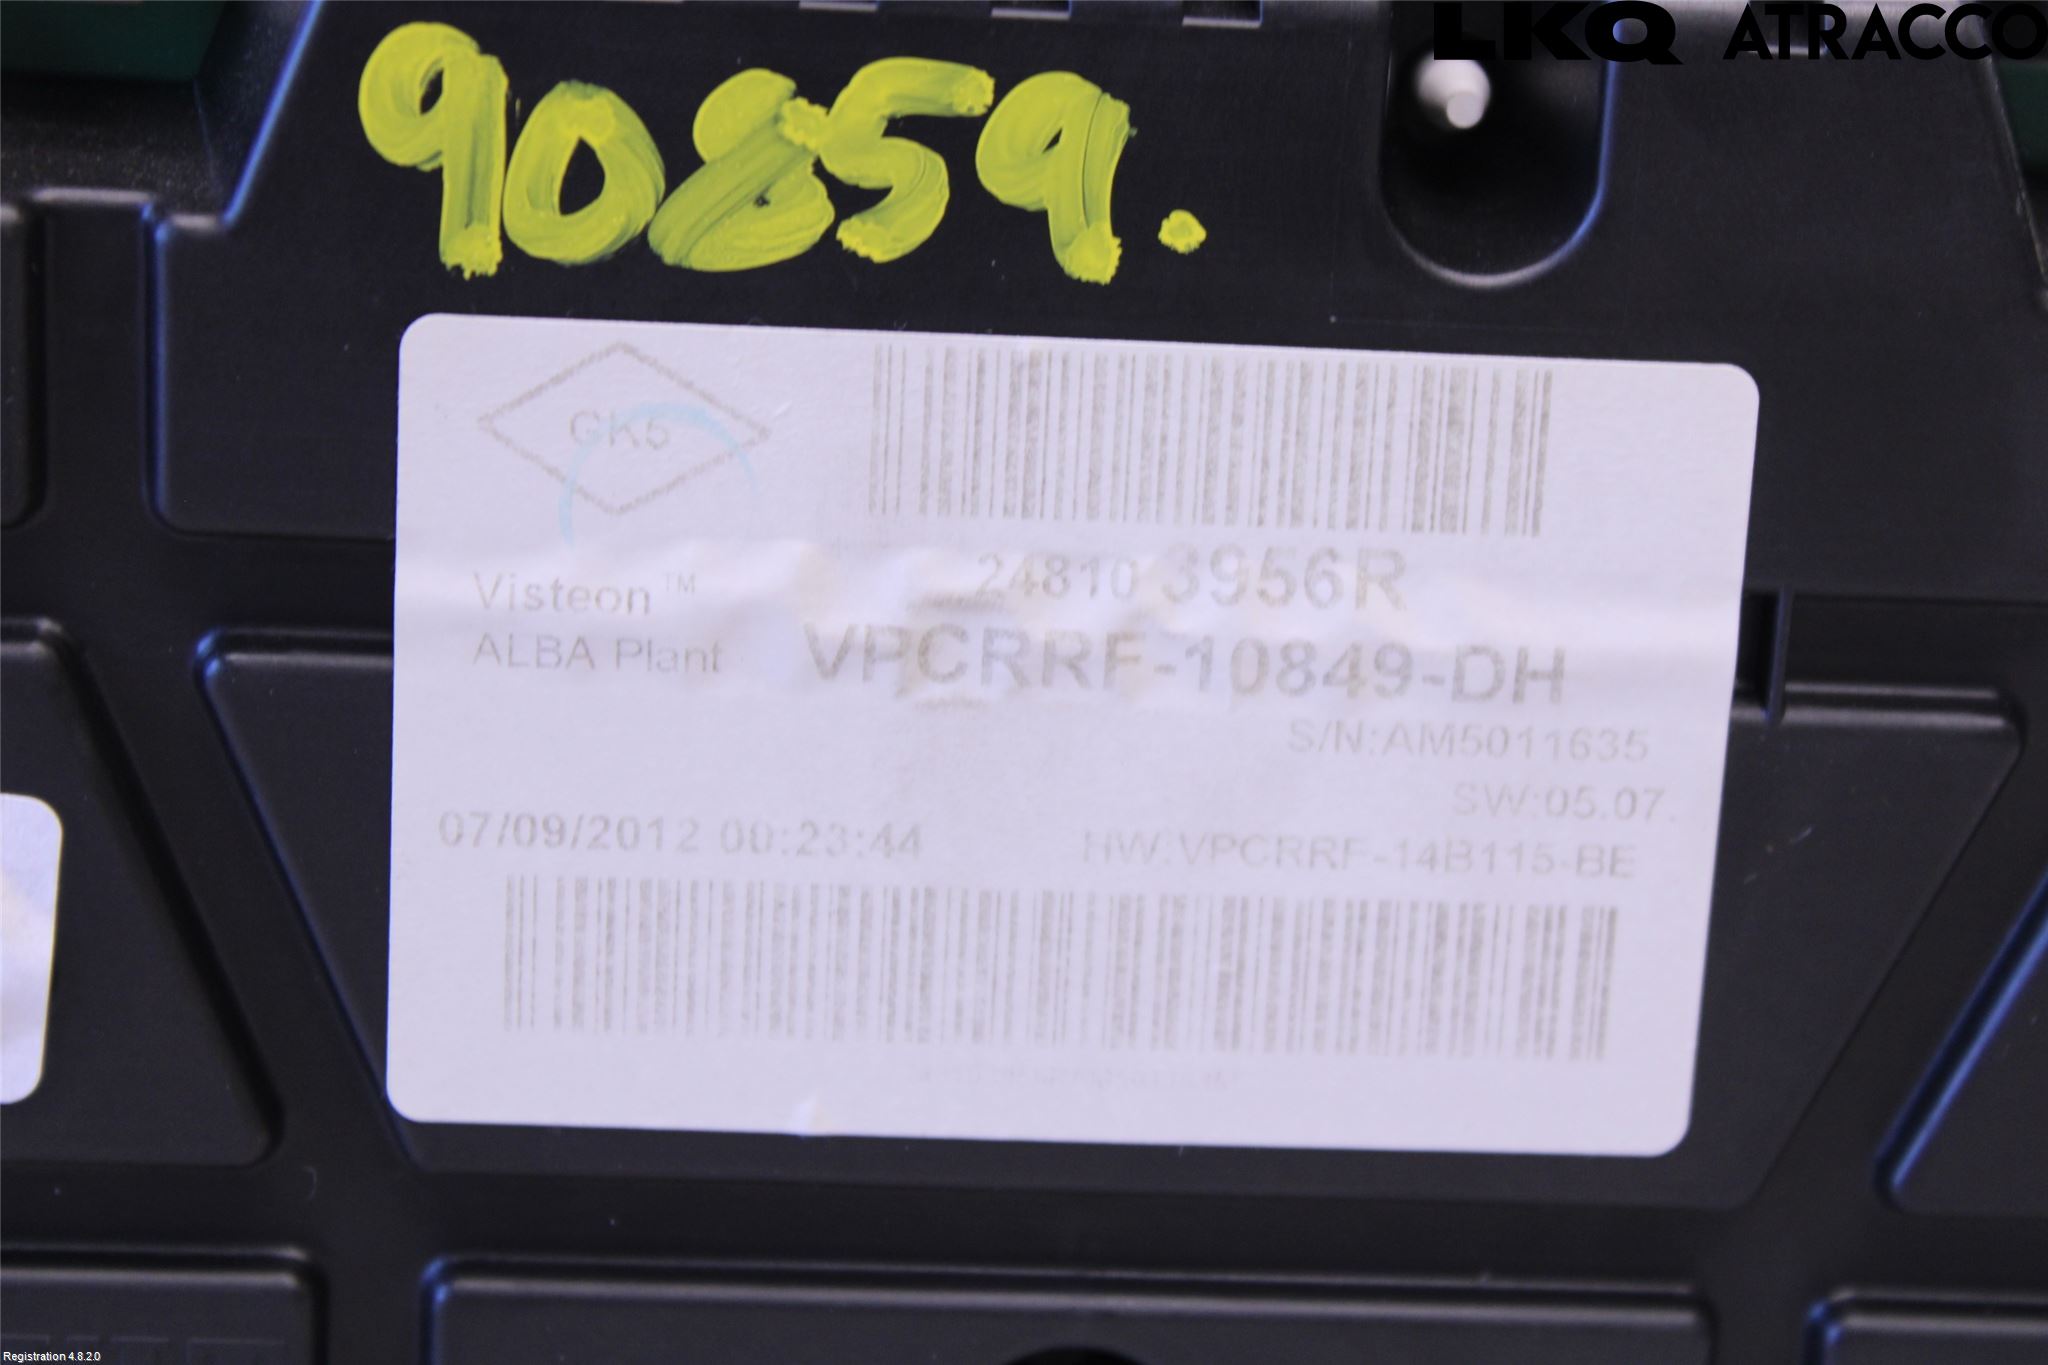 LKQ ATRACCO
90859.
GK5
24810 3956R
Visteon™
ALBA Plant
VPCRRF-10849-DH
S/N:AM5011635
SW:05.07.
07/09/2012 00:23:44
HW:VPCRRF-14B115-BE
Registration 4.8.2.0